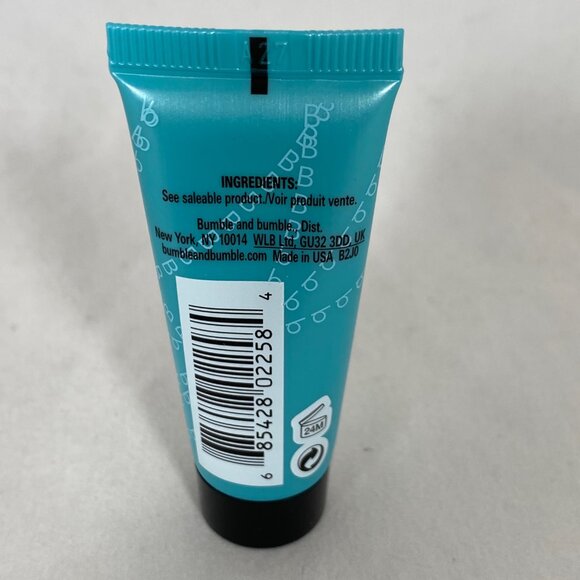 27
INGREDIENTS:
See saleable product./Voir produit vente.
Bumble and bumble., Dist.
New York, NY 10014 WLB Ltd, GU32 3DD, UK
bumbleandbumble.com Made in USA B2J0
6 85428 02258 4
24M